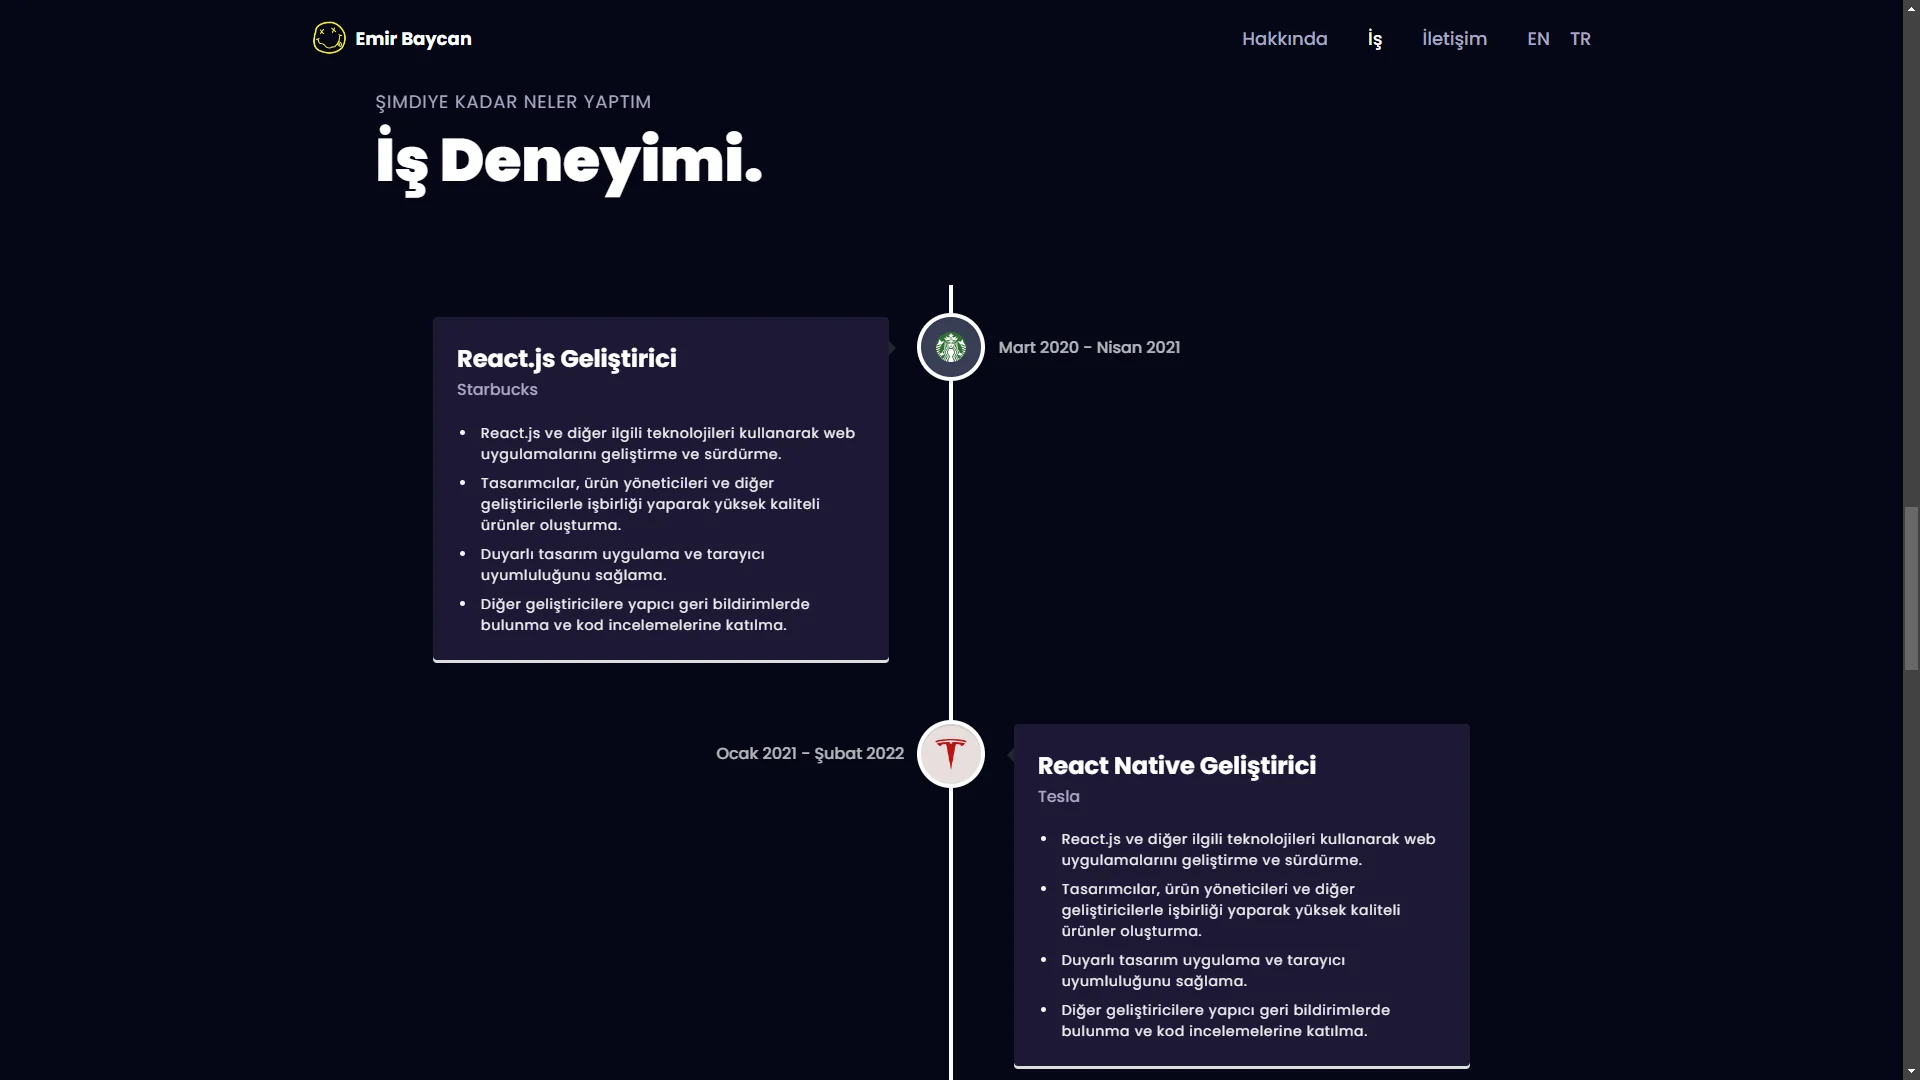 Emir Baycan
Hakkında
İş
İletişim
EN
TR
ŞIMDIYE KADAR NELER YAPTIM
İş Deneyimi.
React.js Geliştirici
Starbucks
• React.js ve diğer ilgili teknolojileri kullanarak web
uygulamalarını geliştirme ve sürdürme.
• Tasarımcılar, ürün yöneticileri ve diğer
geliştiricilerle işbirliği yaparak yüksek kaliteli
ürünler oluşturma.
• Duyarlı tasarım uygulama ve tarayıcı
uyumluluğunu sağlama.
• Diğer geliştiricilere yapıcı geri bildirimlerde
bulunma ve kod incelemelerine katılma.
Mart 2020 - Nisan 2021
Ocak 2021 - Şubat 2022
React Native Geliştirici
Tesla
• React.js ve diğer ilgili teknolojileri kullanarak web
uygulamalarını geliştirme ve sürdürme.
• Tasarımcılar, ürün yöneticileri ve diğer
geliştiricilerle işbirliği yaparak yüksek kaliteli
ürünler oluşturma.
• Duyarlı tasarım uygulama ve tarayıcı
uyumluluğunu sağlama.
• Diğer geliştiricilere yapıcı geri bildirimlerde
bulunma ve kod incelemelerine katılma.